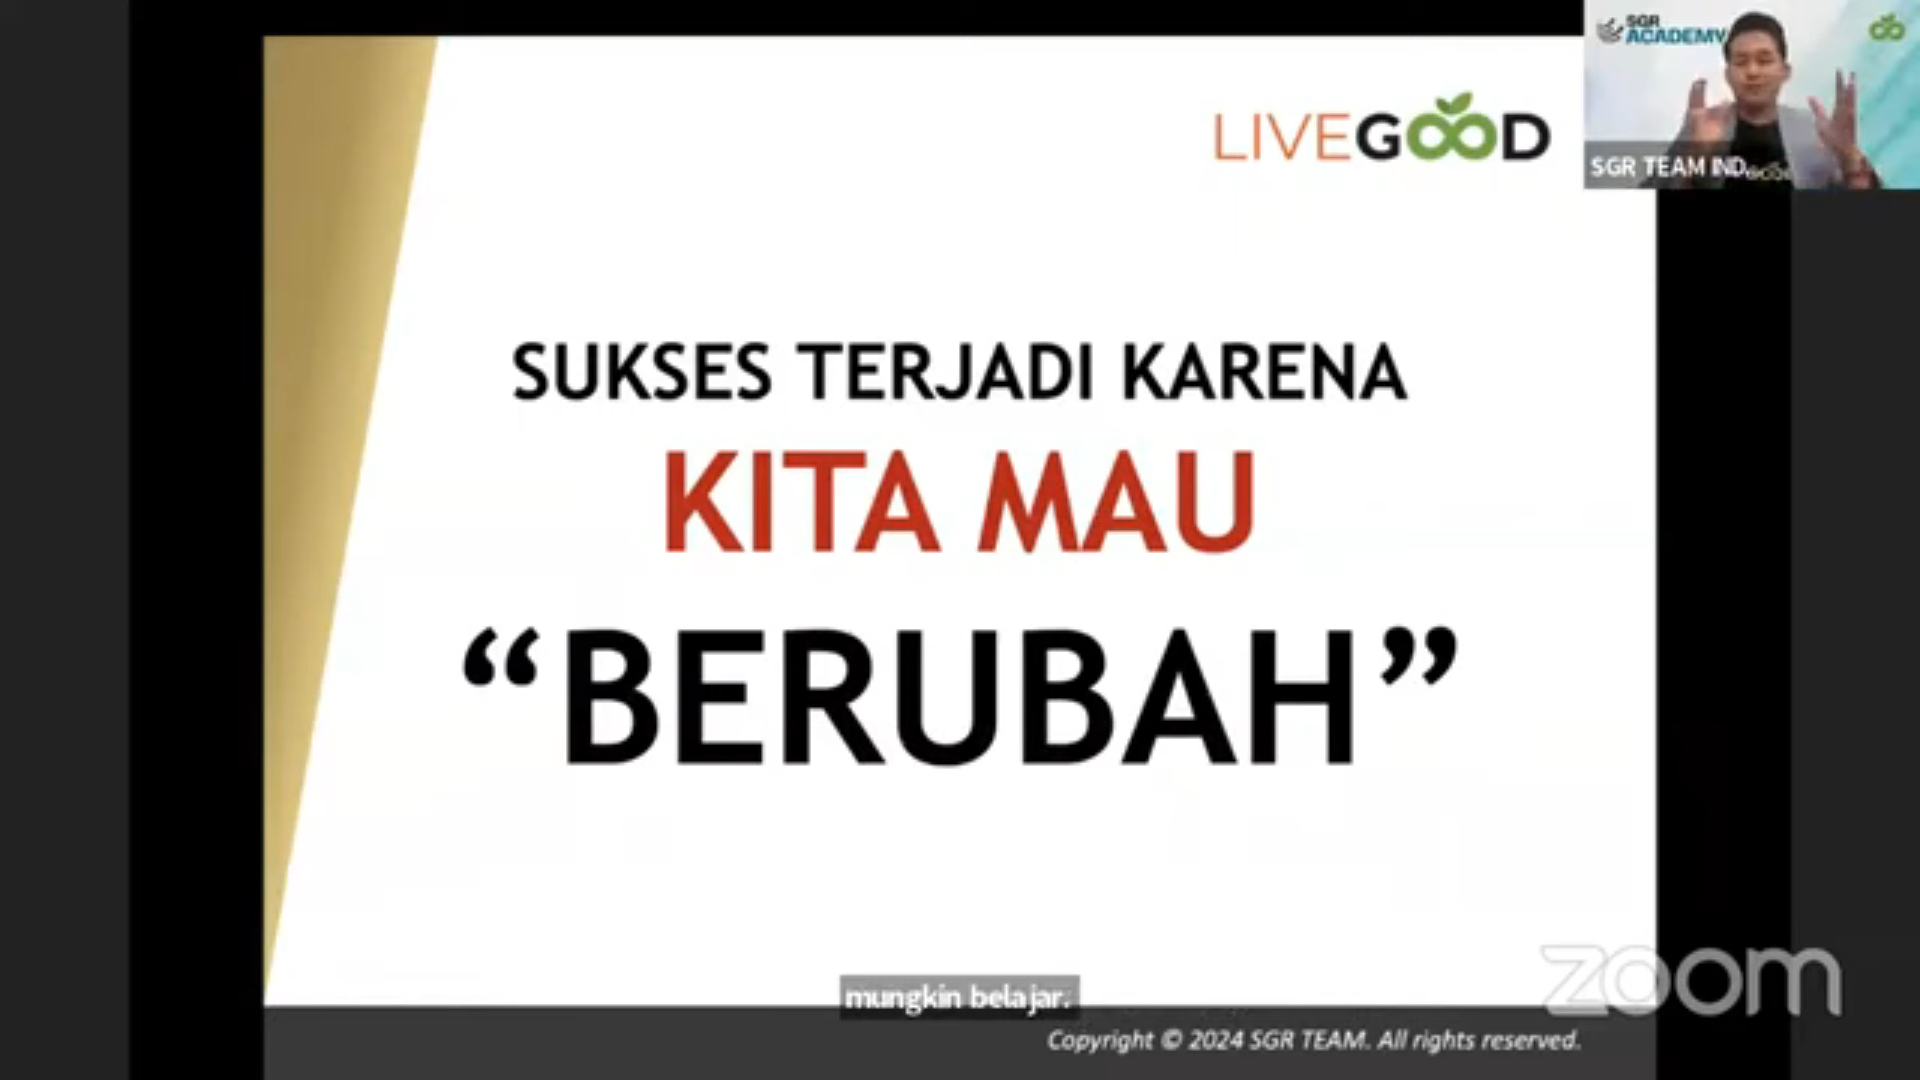 SGR
ACADEMY
LIVEGOOD
SGR TEAM IND
SUKSES TERJADI KARENA
KITA MAU
“BERUBAH”
mungkin belajar.
zoom
Copyright © 2024 SGR TEAM. All rights reserved.